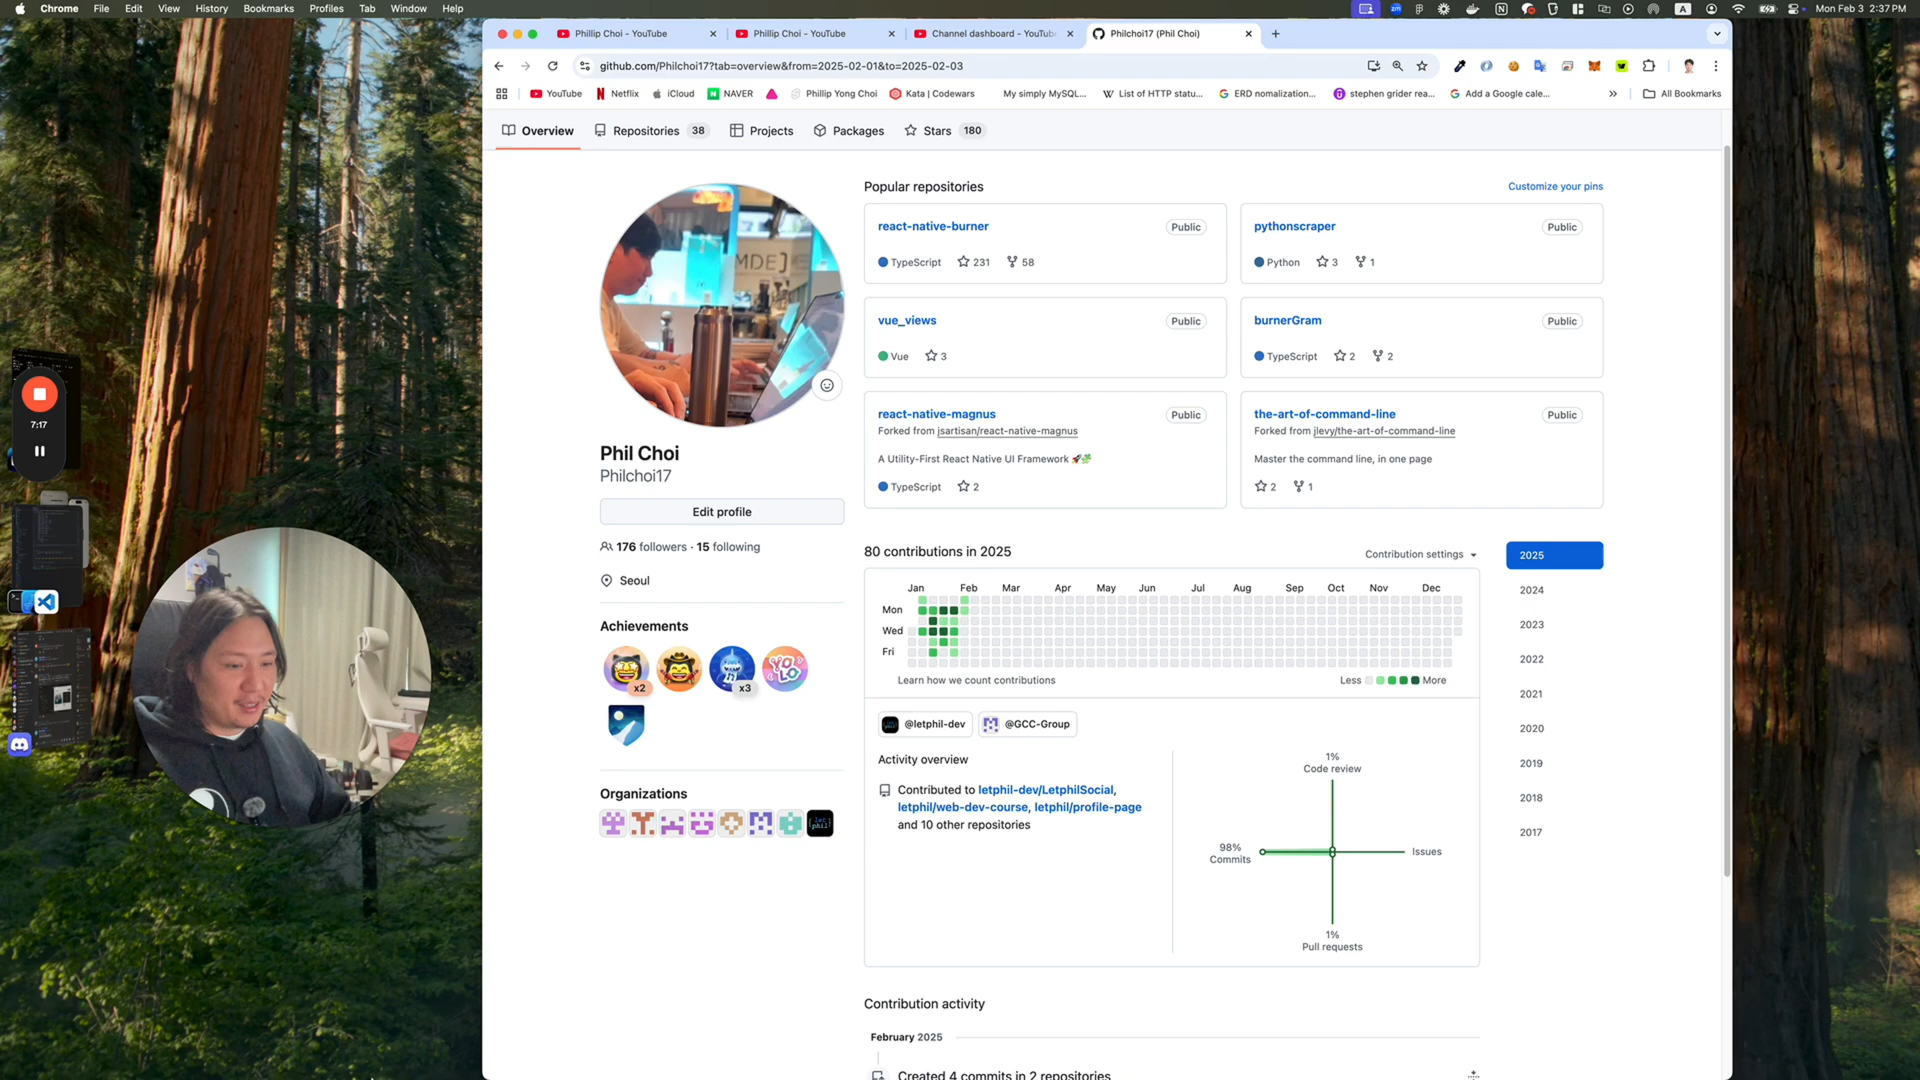 Chrome File Edit View History Bookmarks Profiles Tab Window Help
Mon Feb 3 2:37 PM
Phillip Choi - YouTube
Phillip Choi - YouTube
Channel dashboard - YouTube
Philchoi17 (Phil Choi)
github.com/Philchoi17?tab=overview&from=2025-02-01&to=2025-02-03
YouTube
Netflix
iCloud
NAVER
Phillip Yong Choi
Kata | Codewars
My simply MySQL...
List of HTTP statu...
ERD nomalization...
stephen grider rea...
Add a Google cale...
All Bookmarks
Overview
Repositories 38
Projects
Packages
Stars 180
Popular repositories
Customize your pins
react-native-burner Public
TypeScript 231 58
pythonscraper Public
Python 3 1
vue_views Public
Vue 3
burnerGram Public
TypeScript 2 2
react-native-magnus Public
Forked from jsartisan/react-native-magnus
A Utility-First React Native UI Framework
TypeScript 2
the-art-of-command-line Public
Forked from jlevy/the-art-of-command-line
Master the command line, in one page
2 1
7:17
Phil Choi
Philchoi17
Edit profile
176 followers · 15 following
Seoul
Achievements
x2
x3
YOLO
Organizations
80 contributions in 2025
Contribution settings
Jan Feb Mar Apr May Jun Jul Aug Sep Oct Nov Dec
Mon
Wed
Fri
Learn how we count contributions
Less More
@letphil-dev
@GCC-Group
Activity overview
Contributed to letphil-dev/LetphilSocial,
letphil/web-dev-course, letphil/profile-page
and 10 other repositories
1%
Code review
98%
Commits
Issues
1%
Pull requests
2025
2024
2023
2022
2021
2020
2019
2018
2017
Contribution activity
February 2025
Created 4 commits in 2 repositories